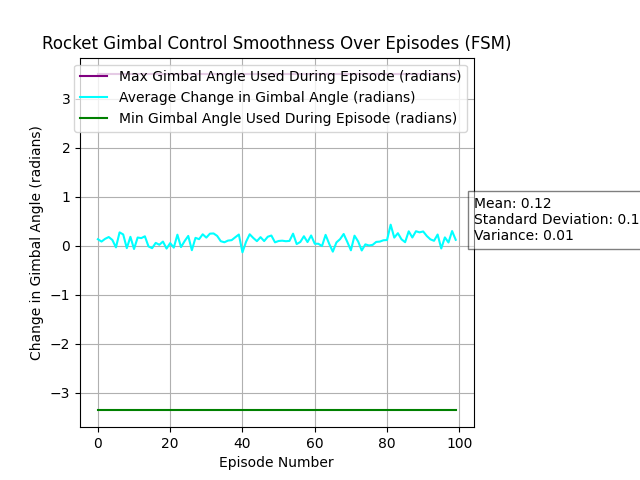 Rocket Gimbal Control Smoothness Over Episodes (FSM)
Max Gimbal Angle Used During Episode (radians)
Average Change in Gimbal Angle (radians)
Min Gimbal Angle Used During Episode (radians)
Change in Gimbal Angle (radians)
3
2
1
0
−1
−2
−3
Mean: 0.12
Standard Deviation: 0.1
Variance: 0.01
0
20
40
60
80
100
Episode Number